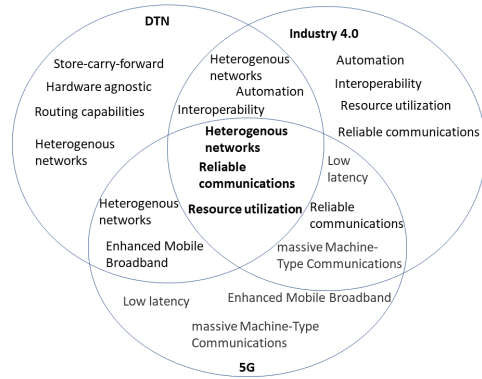 DTN
Industry 4.0
Store-carry-forward
Hardware agnostic
Routing capabilities
Heterogenous
networks
Heterogenous
networks
Automation
Interoperability
Automation
Interoperability
Resource utilization
Reliable communications
Heterogenous
networks
Reliable
communications
Resource utilization
Low
latency
Reliable
communications
massive Machine-
Type Communications
Heterogenous
networks
Enhanced Mobile
Broadband
Low latency
Enhanced Mobile Broadband
massive Machine-Type
Communications
5G